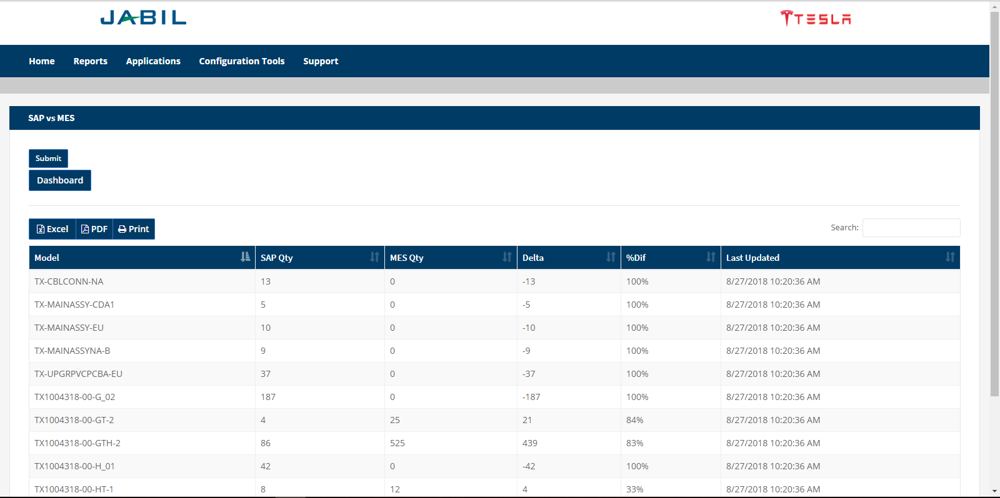 JABIL TESLA
Home Reports Applications Configuration Tools Support
SAP vs MES
Submit
Dashboard
Excel PDF Print Search:
Model SAP Qty MES Qty Delta %Dif Last Updated
TX-CBLCONN-NA 13 0 -13 100% 8/27/2018 10:20:36 AM
TX-MAINASSY-CDA1 5 0 -5 100% 8/27/2018 10:20:36 AM
TX-MAINASSY-EU 10 0 -10 100% 8/27/2018 10:20:36 AM
TX-MAINASSYNA-B 9 0 -9 100% 8/27/2018 10:20:36 AM
TX-UPGRPVCPCBA-EU 37 0 -37 100% 8/27/2018 10:20:36 AM
TX1004318-00-G_02 187 0 -187 100% 8/27/2018 10:20:36 AM
TX1004318-00-GT-2 4 25 21 84% 8/27/2018 10:20:36 AM
TX1004318-00-GTH-2 86 525 439 83% 8/27/2018 10:20:36 AM
TX1004318-00-H_01 42 0 -42 100% 8/27/2018 10:20:36 AM
TX1004318-00-HT-1 8 12 4 33% 8/27/2018 10:20:36 AM